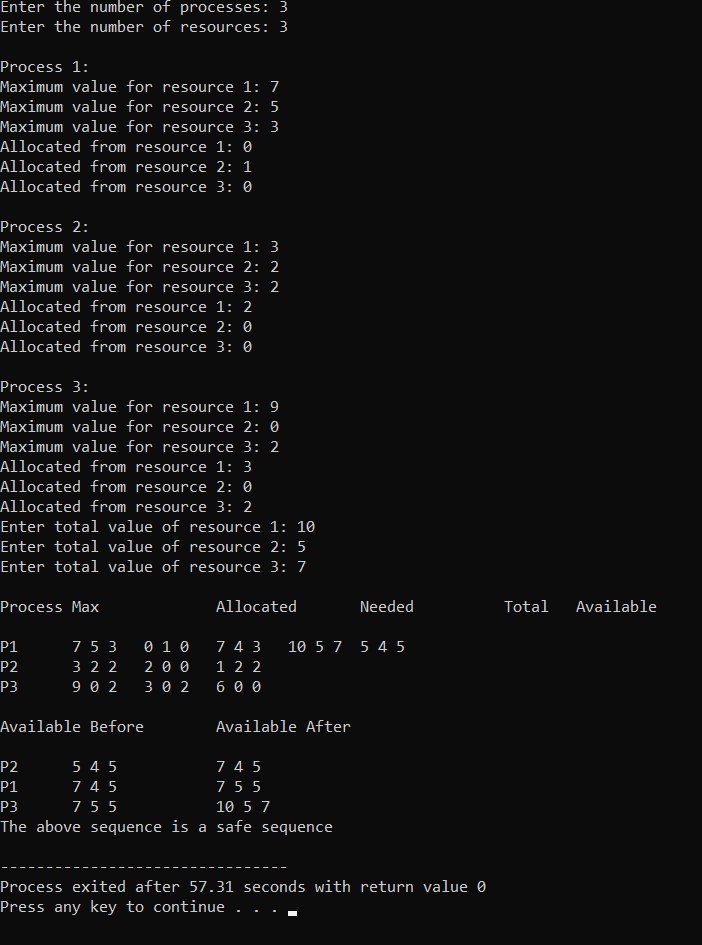 Enter the number of processes: 3
Enter the number of resources: 3
Process 1:
Maximum value for resource 1: 7
Maximum value for resource 2: 5
Maximum value for resource 3: 3
Allocated from resource 1: 0
Allocated from resource 2: 1
Allocated from resource 3: 0
Process 2:
Maximum value for resource 1: 3
Maximum value for resource 2: 2
Maximum value for resource 3: 2
Allocated from resource 1: 2
Allocated from resource 2: 0
Allocated from resource 3: 0
Process 3:
Maximum value for resource 1: 9
Maximum value for resource 2: 0
Maximum value for resource 3: 2
Allocated from resource 1: 3
Allocated from resource 2: 0
Allocated from resource 3: 2
Enter total value of resource 1: 10
Enter total value of resource 2: 5
Enter total value of resource 3: 7
Process Max Allocated Needed Total Available
P1 7 5 3 0 1 0 7 4 3 10 5 7 5 4 5
P2 3 2 2 2 0 0 1 2 2
P3 9 0 2 3 0 2 6 0 0
Available Before Available After
P2 5 4 5 7 4 5
P1 7 4 5 7 5 5
P3 7 5 5 10 5 7
The above sequence is a safe sequence
--------------------------------
Process exited after 57.31 seconds with return value 0
Press any key to continue . . .